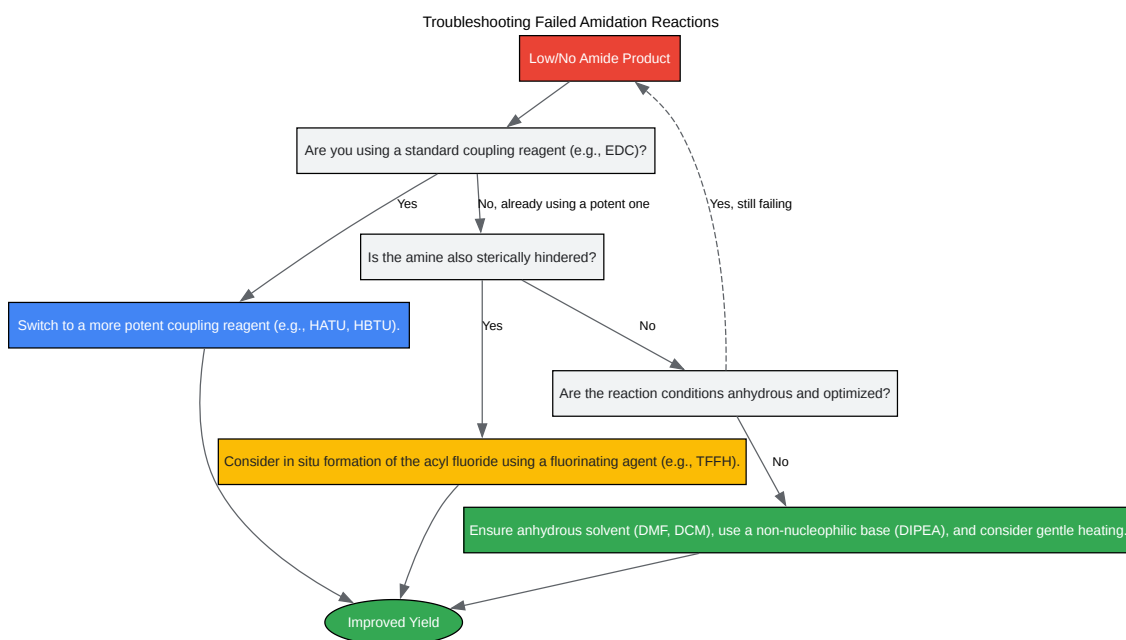 Troubleshooting Failed Amidation Reactions
Low/No Amide Product
Are you using a standard coupling reagent (e.g., EDC)?
Yes
No, already using a potent one
Yes, still failing
Is the amine also sterically hindered?
Switch to a more potent coupling reagent (e.g., HATU, HBTU).
Yes
No
Are the reaction conditions anhydrous and optimized?
Consider in situ formation of the acyl fluoride using a fluorinating agent (e.g., TFFH).
No
Ensure anhydrous solvent (DMF, DCM), use a non-nucleophilic base (DIPEA), and consider gentle heating.
Improved Yield